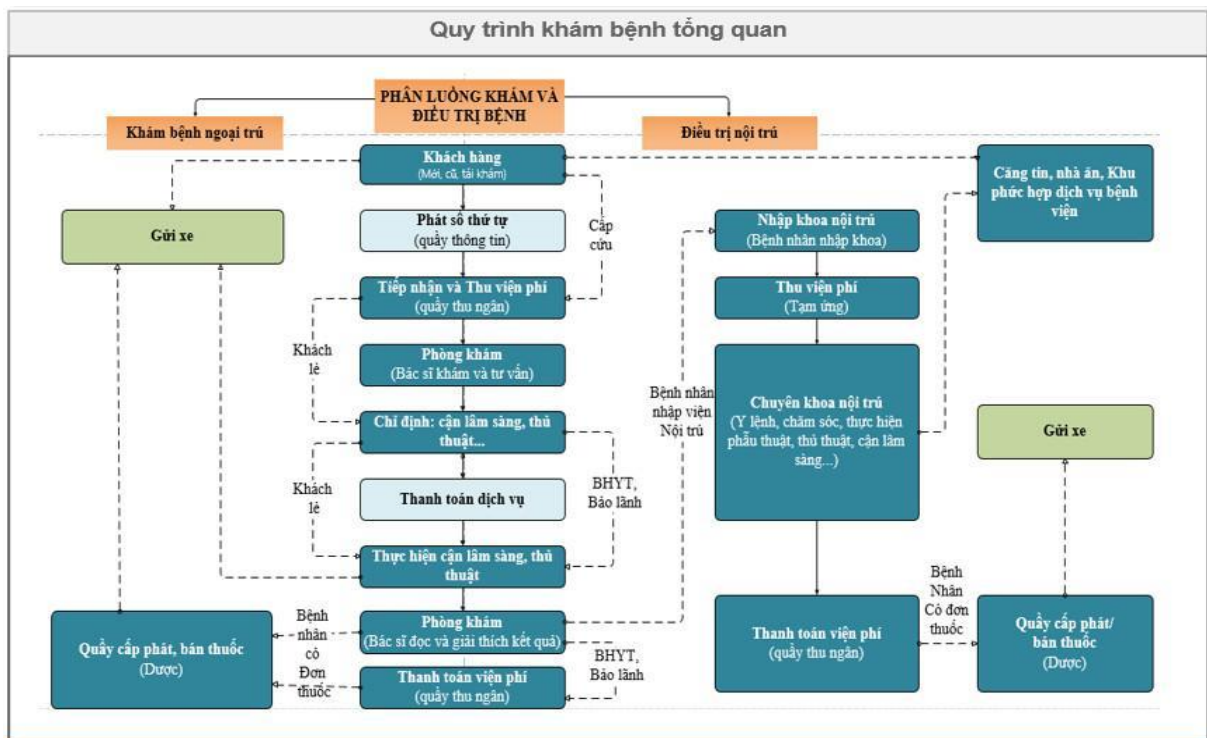 Quy trình khám bệnh tổng quan
PHÂN LUỒNG KHÁM VÀ
ĐIỀU TRỊ BỆNH
Khám bệnh ngoại trú
Điều trị nội trú
Khách hàng
(Mới, cũ, tái khám)
Căng tin, nhà ăn, Khu
phức hợp dịch vụ bệnh
viện
Gửi xe
Phát số thứ tự
(quầy thông tin)
Cấp
cứu
Nhập khoa nội trú
(Bệnh nhân nhập khoa)
Tiếp nhận và Thu viện phí
(quầy thu ngân)
Thu viện phí
(Tạm ứng)
Khách
lẻ
Phòng khám
(Bác sĩ khám và tư vấn)
Bệnh nhân
nhập viện
Nội trú
Chuyên khoa nội trú
(Y lệnh, chăm sóc, thực hiện
phẫu thuật, thủ thuật, cận lâm
sàng...)
Gửi xe
Chỉ định: cận lâm sàng, thủ
thuật...
Khách
lẻ
BHYT,
Bảo lãnh
Thanh toán dịch vụ
Thực hiện cận lâm sàng, thủ
thuật
Quầy cấp phát, bán thuốc
(Dược)
Bệnh
nhân
có
Đơn
thuốc
Phòng khám
(Bác sĩ đọc và giải thích kết quả)
BHYT,
Bảo lãnh
Thanh toán viện phí
(quầy thu ngân)
Thanh toán viện phí
(quầy thu ngân)
Bệnh
Nhân
Có đơn
thuốc
Quầy cấp phát/
bán thuốc
(Dược)